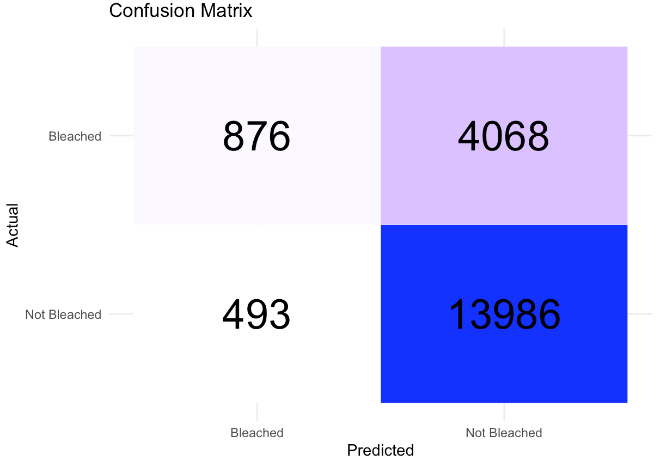 Confusion Matrix
Bleached
876
4068
Actual
Not Bleached
493
13986
Bleached
Not Bleached
Predicted